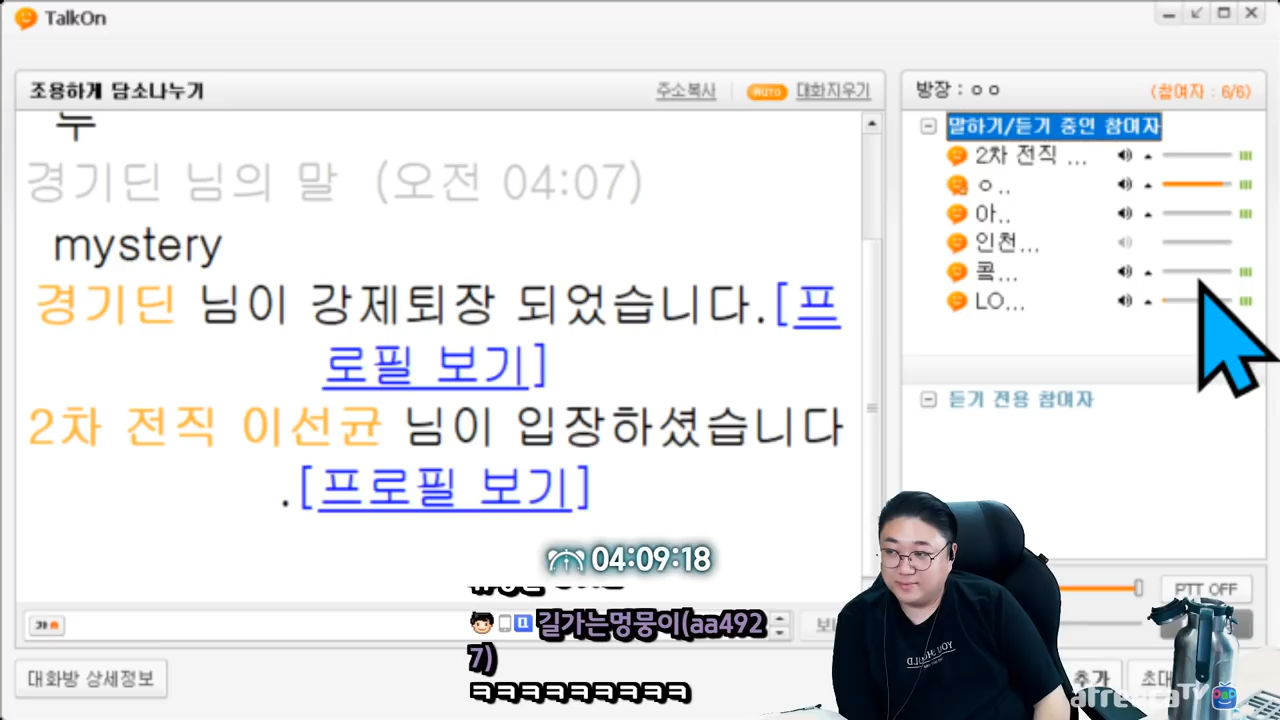 TalkOn
조용하게 담소나누기
주소복사
AUTO
대화지우기
방장 : ㅇㅇ
(참여자 : 6/6)
누
경기딘 님의 말 (오전 04:07)
mystery
경기딘 님이 강제퇴장 되었습니다.[프
로필 보기]
2차 전직 이선균 님이 입장하셨습니다
.[프로필 보기]
말하기/듣기 중인 참여자
2차 전직 ...
ㅇ..
아..
인천...
콜...
LO...
듣기 전용 참여자
04:09:18
길가는멍뭉이(aa492
7)
ㅋㅋㅋㅋㅋㅋㅋㅋㅋ
가
보
PTT OFF
대화방 상세정보
추가
초대
YOU SHOULD
afreecaTV